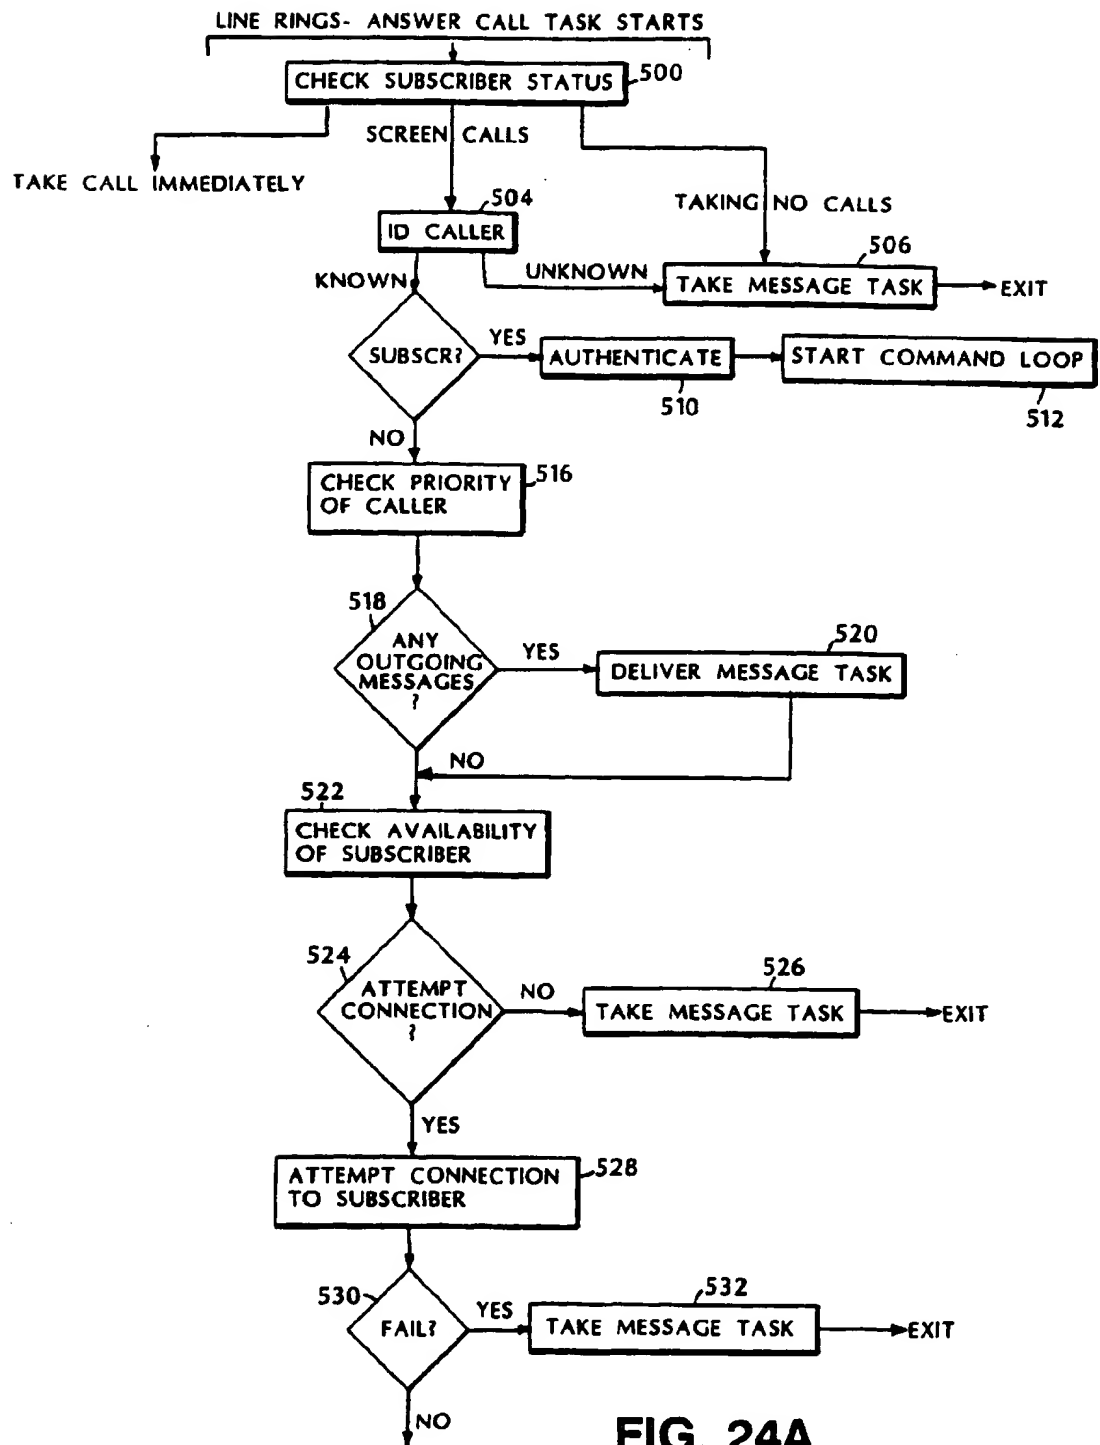 LINE RINGS- ANSWER CALL TASK STARTS
CHECK SUBSCRIBER STATUS
500
SCREEN CALLS
TAKE CALL IMMEDIATELY
TAKING NO CALLS
504
ID CALLER
506
KNOWN
UNKNOWN
TAKE MESSAGE TASK
EXIT
SUBSCR?
YES
AUTHENTICATE
START COMMAND LOOP
510
512
NO
CHECK PRIORITY
OF CALLER
516
518
ANY
OUTGOING
MESSAGES
?
YES
520
DELIVER MESSAGE TASK
NO
522
CHECK AVAILABILITY
OF SUBSCRIBER
524
ATTEMPT
CONNECTION
?
NO
526
TAKE MESSAGE TASK
EXIT
YES
ATTEMPT CONNECTION
TO SUBSCRIBER
528
530
FAIL?
YES
532
TAKE MESSAGE TASK
EXIT
NO
FIG. 24A